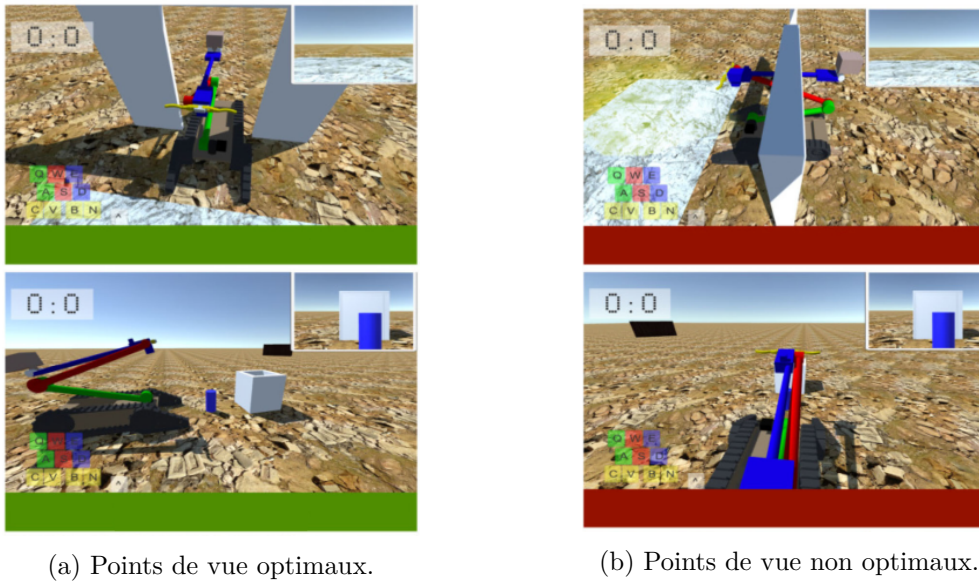 0:0
Q W E
A S D
C V B N
0:0
Q W E
A S D
C V B N
0:0
Q W E
A S D
C V B N
0:0
Q W E
A S D
C V B N
(a) Points de vue optimaux.
(b) Points de vue non optimaux.